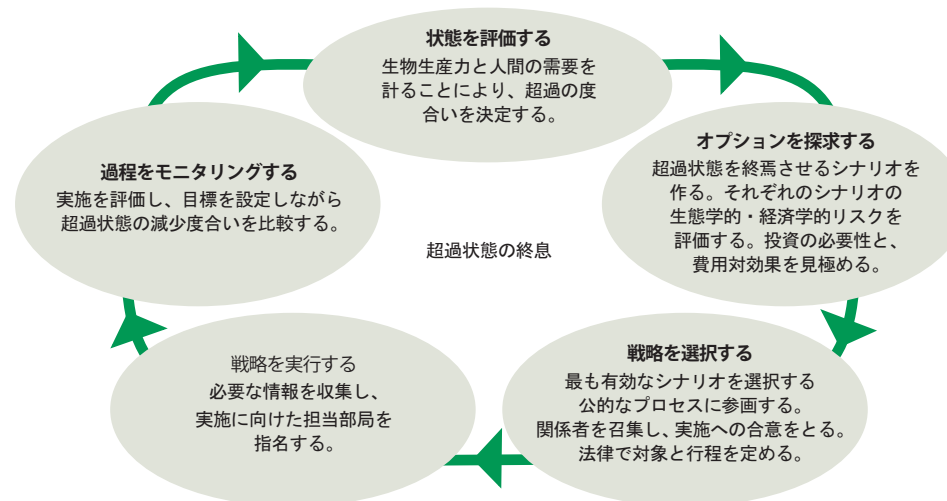 状態を評価する
生物生産力と人間の需要を
計ることにより、超過の度
合いを決定する。
オプションを探求する
超過状態を終焉させるシナリオを
作る。それぞれのシナリオの
生態学的・経済学的リスクを
評価する。投資の必要性と、
費用対効果を見極める。
戦略を選択する
最も有効なシナリオを選択する
公的なプロセスに参画する。
関係者を召集し、実施への合意をとる。
法律で対象と行程を定める。
戦略を実行する
必要な情報を収集し、
実施に向けた担当部局を
指名する。
過程をモニタリングする
実施を評価し、目標を設定しながら
超過状態の減少度合いを比較する。
超過状態の終息